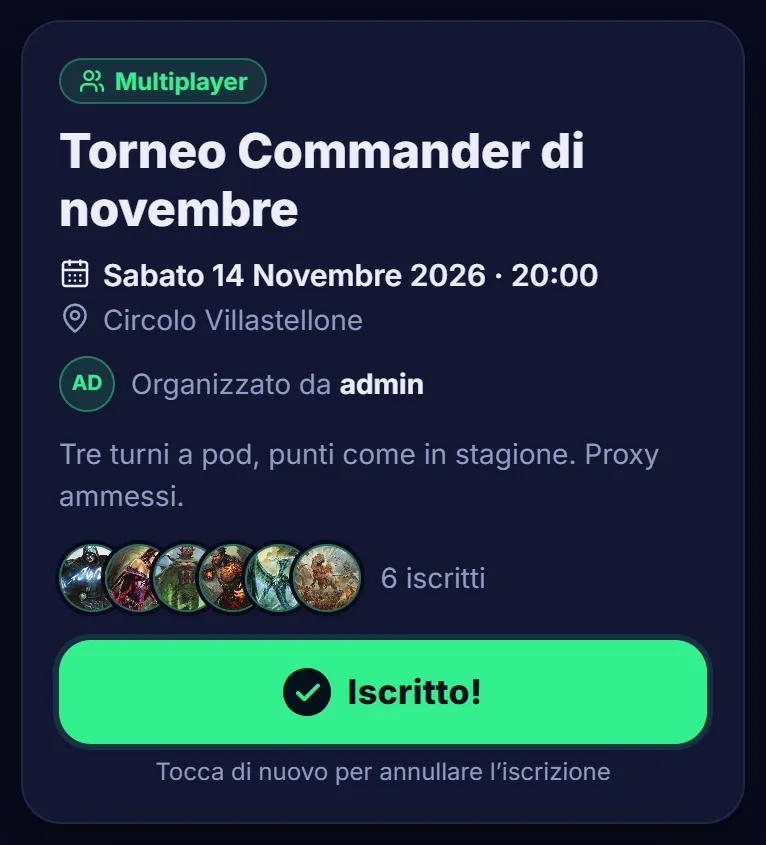 Multiplayer
Torneo Commander di
novembre
Sabato 14 Novembre 2026 · 20:00
Circolo Villastellone
AD Organizzato da admin
Tre turni a pod, punti come in stagione. Proxy
ammessi.
6 iscritti
Iscritto!
Tocca di nuovo per annullare l’iscrizione